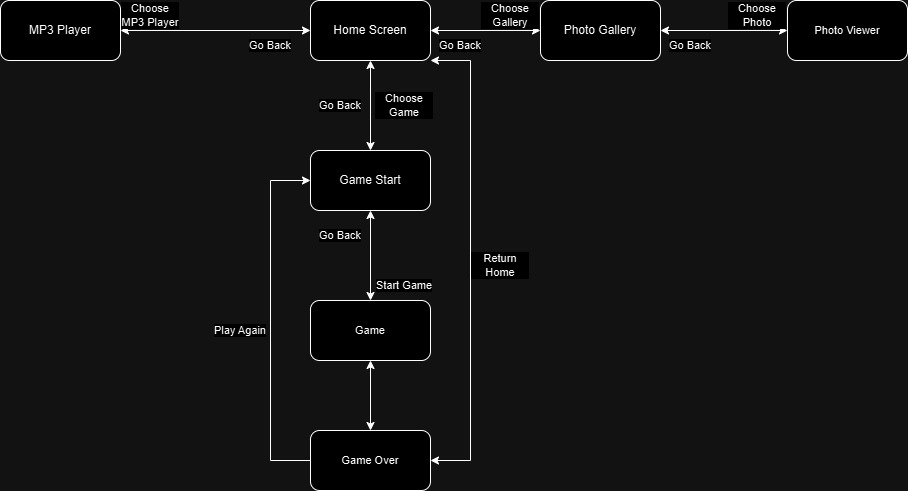 Choose
MP3 Player
Choose
Gallery
Choose
Photo
MP3 Player
Home Screen
Photo Gallery
Photo Viewer
Go Back
Go Back
Go Back
Go Back
Choose
Game
Game Start
Go Back
Return
Home
Start Game
Play Again
Game
Game Over